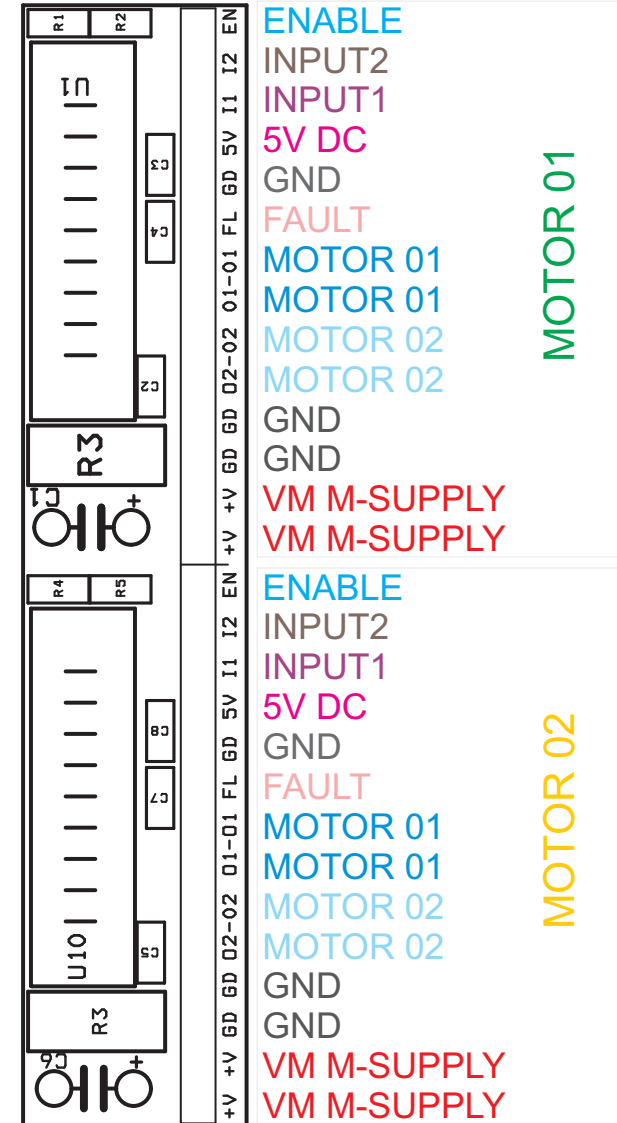 R1 R2
U1
C3
C4
C2
R3
C1
+
EN ENABLE
I2 INPUT2
I1 INPUT1
5V 5V DC
GD GND
FL FAULT
O1-O1 MOTOR 01
MOTOR 01
O2-O2 MOTOR 02
MOTOR 02
GD GND
GD GND
+V VM M-SUPPLY
+V VM M-SUPPLY
MOTOR 01
R4 R5
C8
C7
U10
C5
R3
C6
+
EN ENABLE
I2 INPUT2
I1 INPUT1
5V 5V DC
GD GND
FL FAULT
O1-O1 MOTOR 01
MOTOR 01
O2-O2 MOTOR 02
MOTOR 02
GD GND
GD GND
+V VM M-SUPPLY
+V VM M-SUPPLY
MOTOR 02